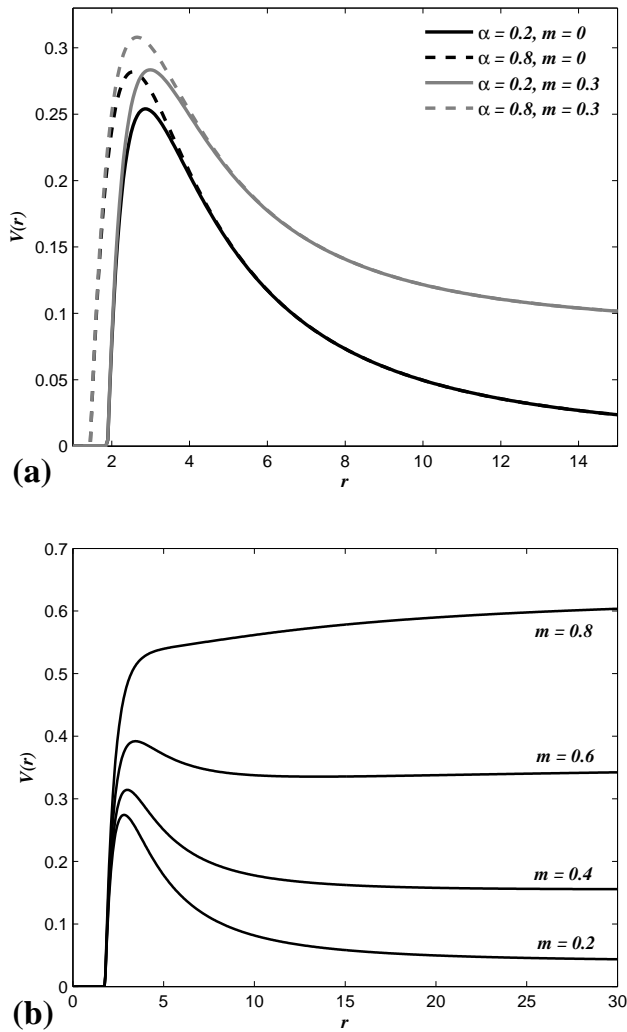 0.3
0.25
0.2
0.15
0.1
0.05
0
V(r)
α = 0.2, m = 0
α = 0.8, m = 0
α = 0.2, m = 0.3
α = 0.8, m = 0.3
2 4 6 8 10 12 14
(a) r
0.7
0.6
0.5
0.4
0.3
0.2
0.1
0
V(r)
m = 0.8
m = 0.6
m = 0.4
m = 0.2
0 5 10 15 20 25 30
(b) r